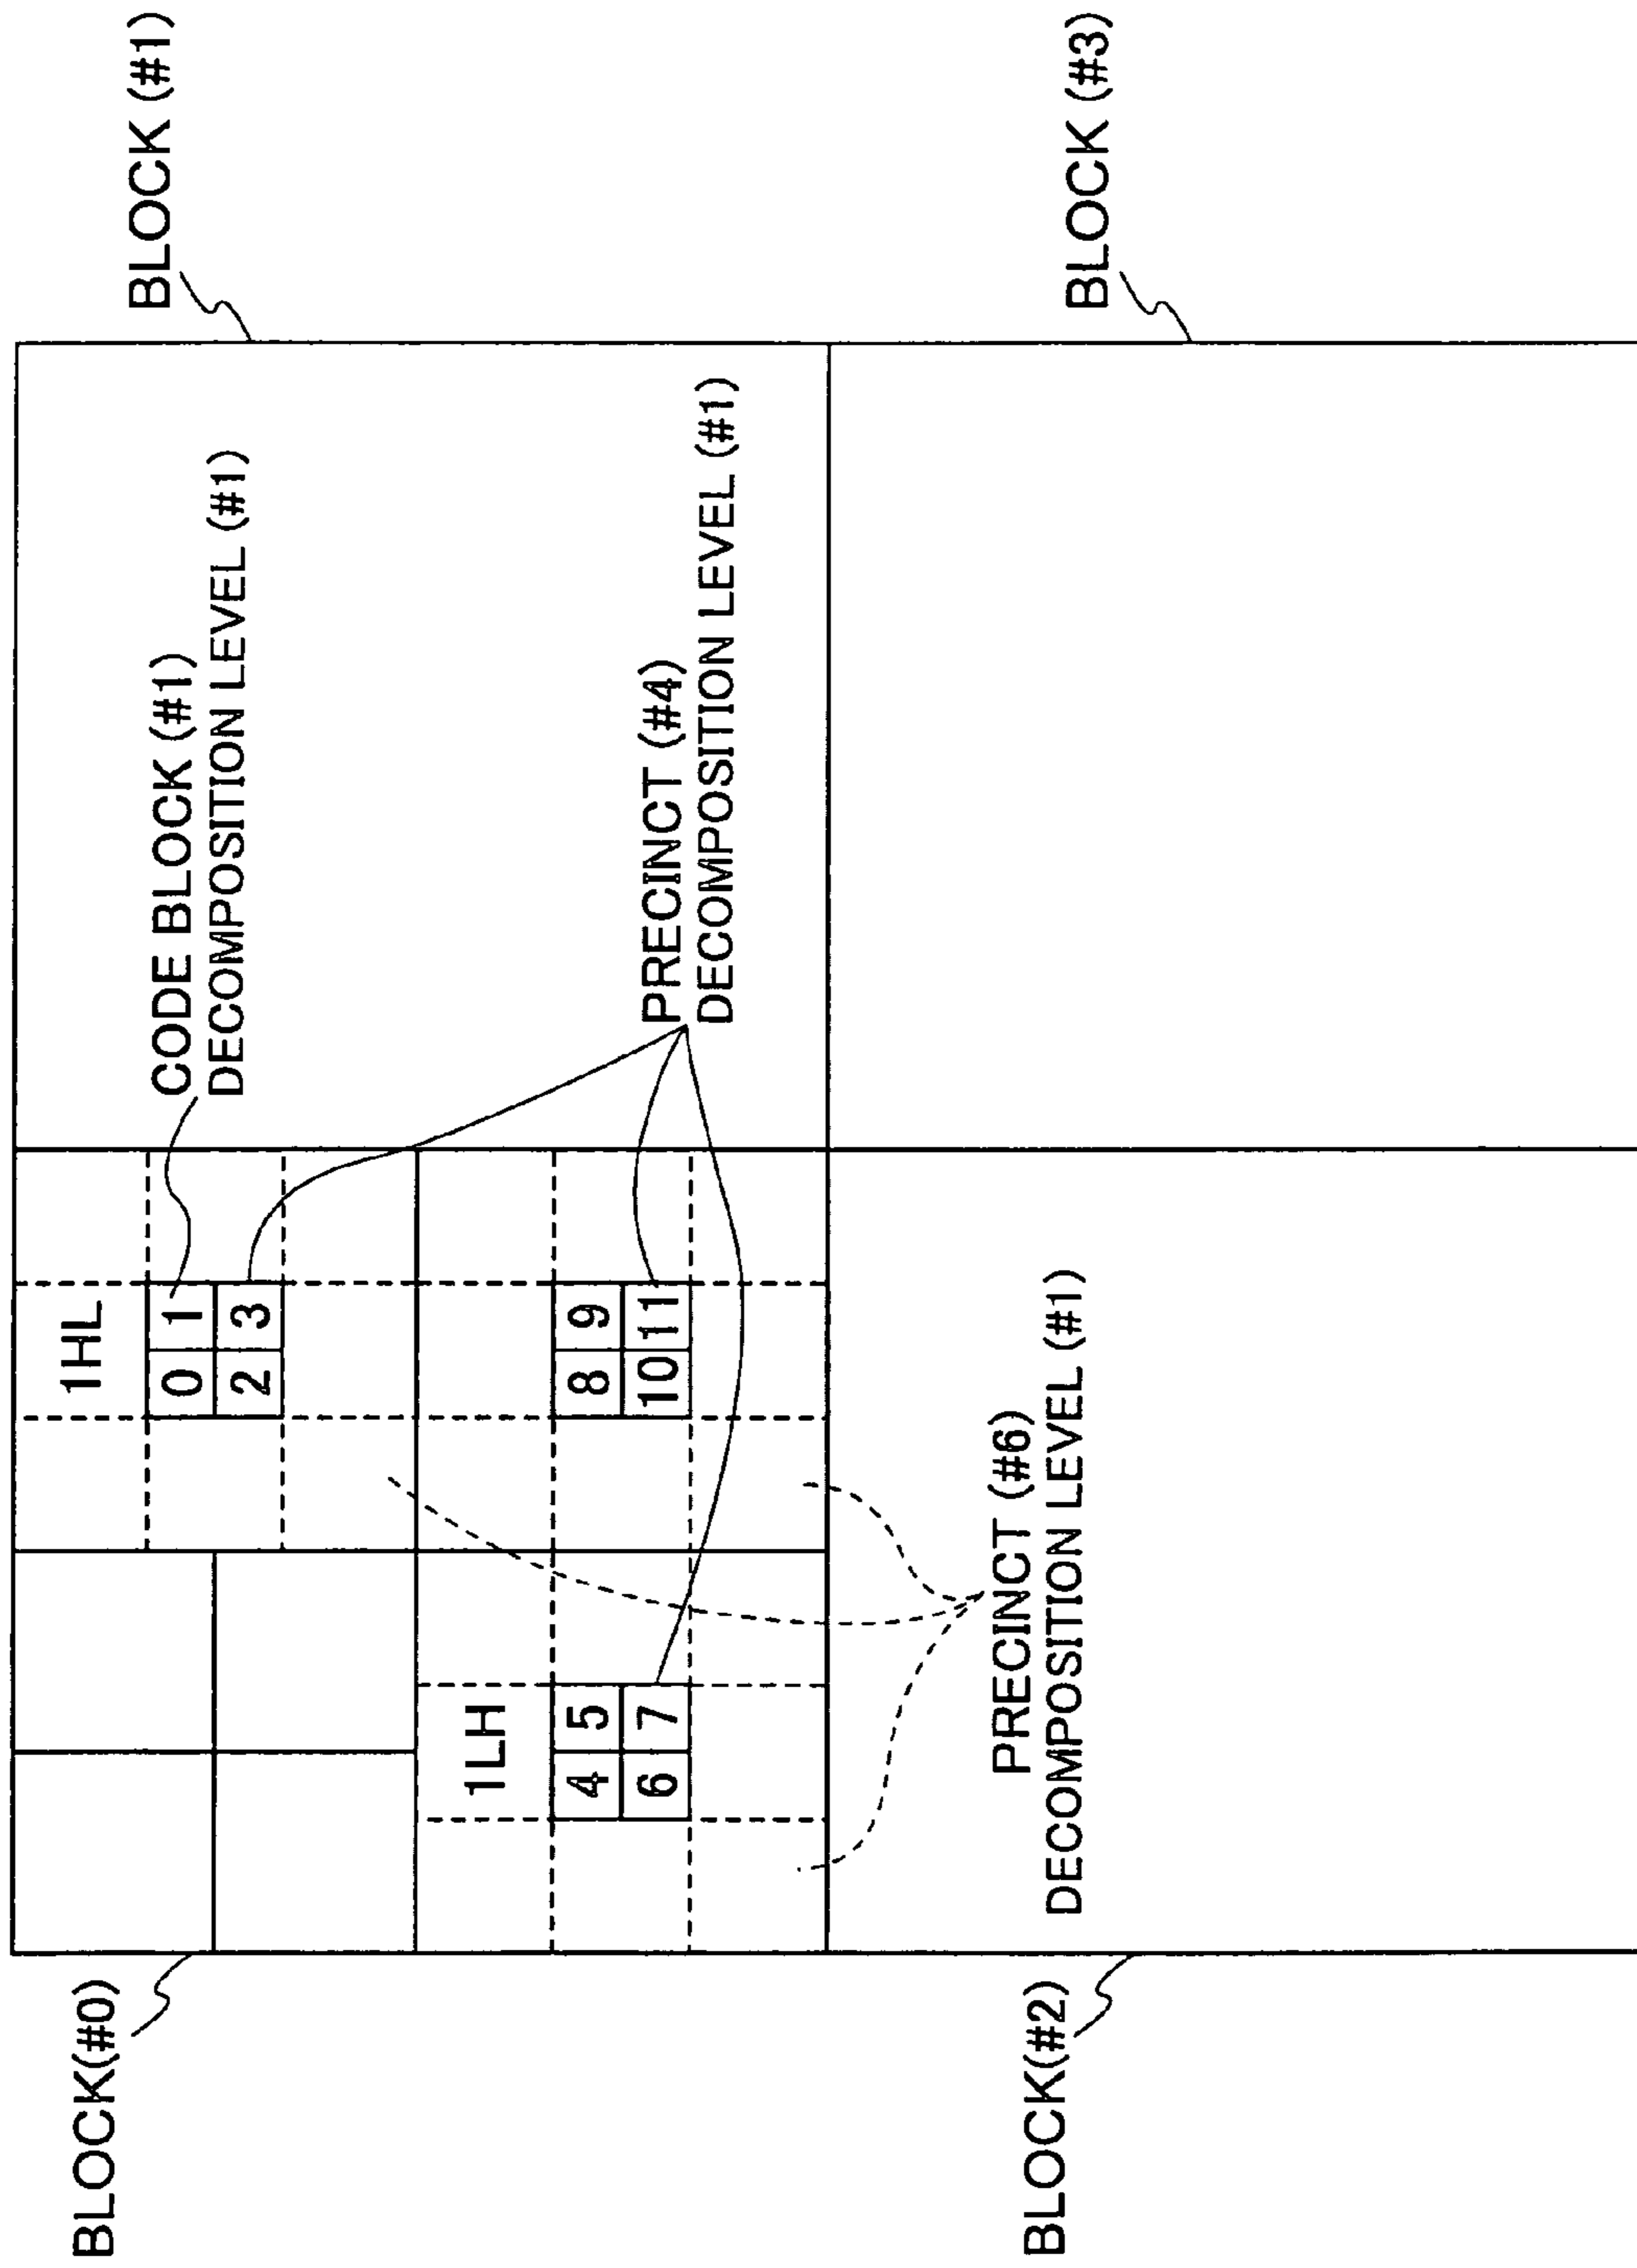 BLOCK(#0)
BLOCK (#1)
1HL
0 1
2 3
CODE BLOCK (#1)
DECOMPOSITION LEVEL (#1)
1LH
4 5
6 7
8 9
10 11
PRECINCT (#4)
DECOMPOSITION LEVEL (#1)
BLOCK(#2)
PRECINCT (#6)
DECOMPOSITION LEVEL (#1)
BLOCK (#3)